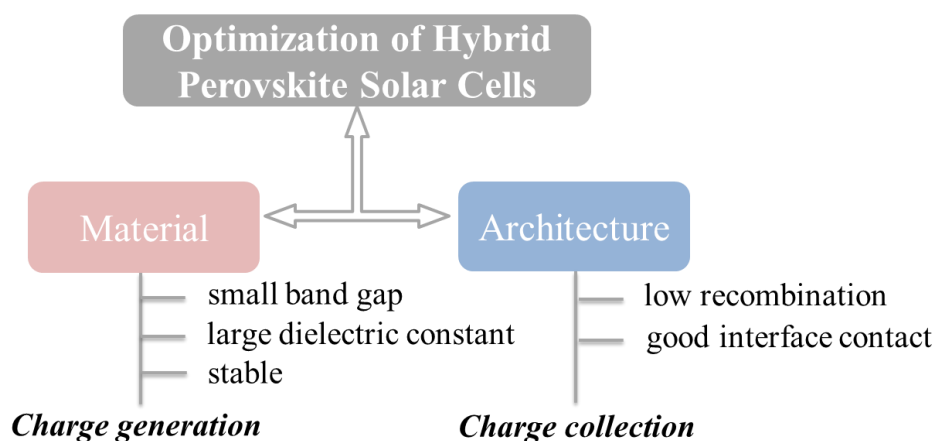 Optimization of Hybrid
Perovskite Solar Cells
Material
Architecture
small band gap
large dielectric constant
stable
low recombination
good interface contact
Charge generation
Charge collection